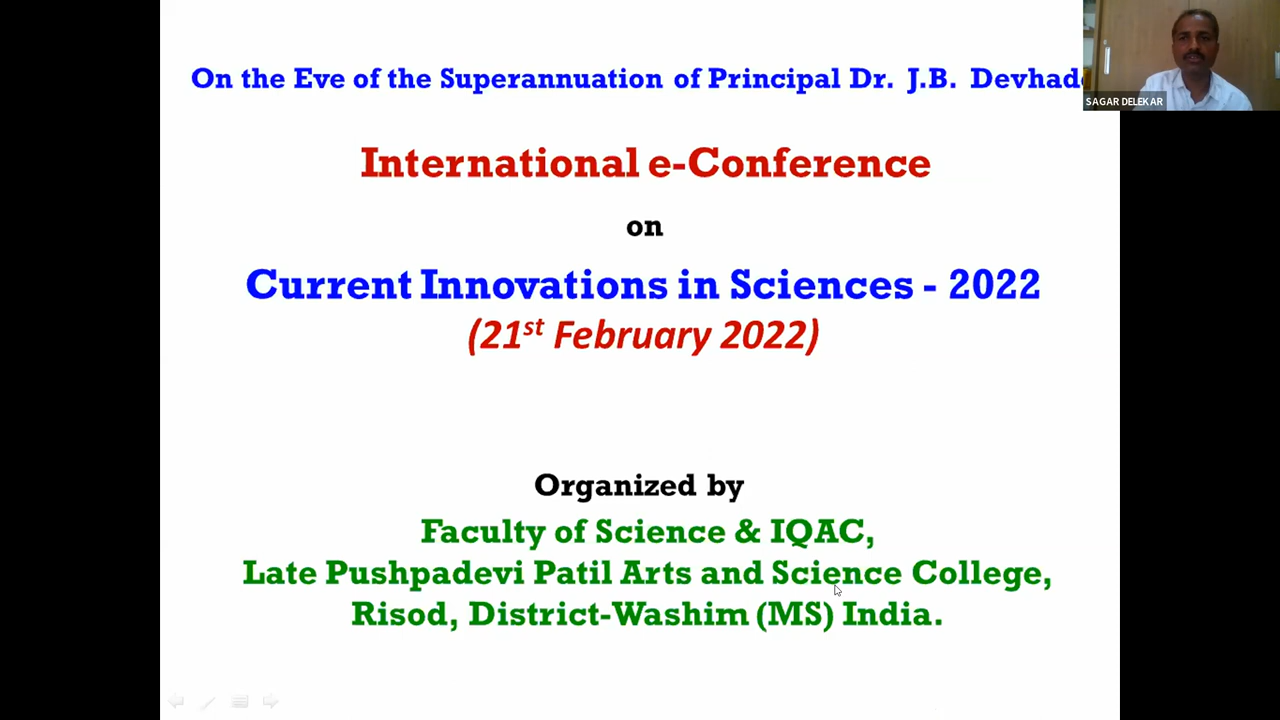 On the Eve of the Superannuation of Principal Dr. J.B.
SAGAR DELEKAR
International e-Conference
on
Current Innovations in Sciences - 2022
(21st February 2022)
Organized by
Faculty of Science & IQAC,
Late Pushpadevi Patil Arts and Science College,
Risod, District-Washim (MS) India.